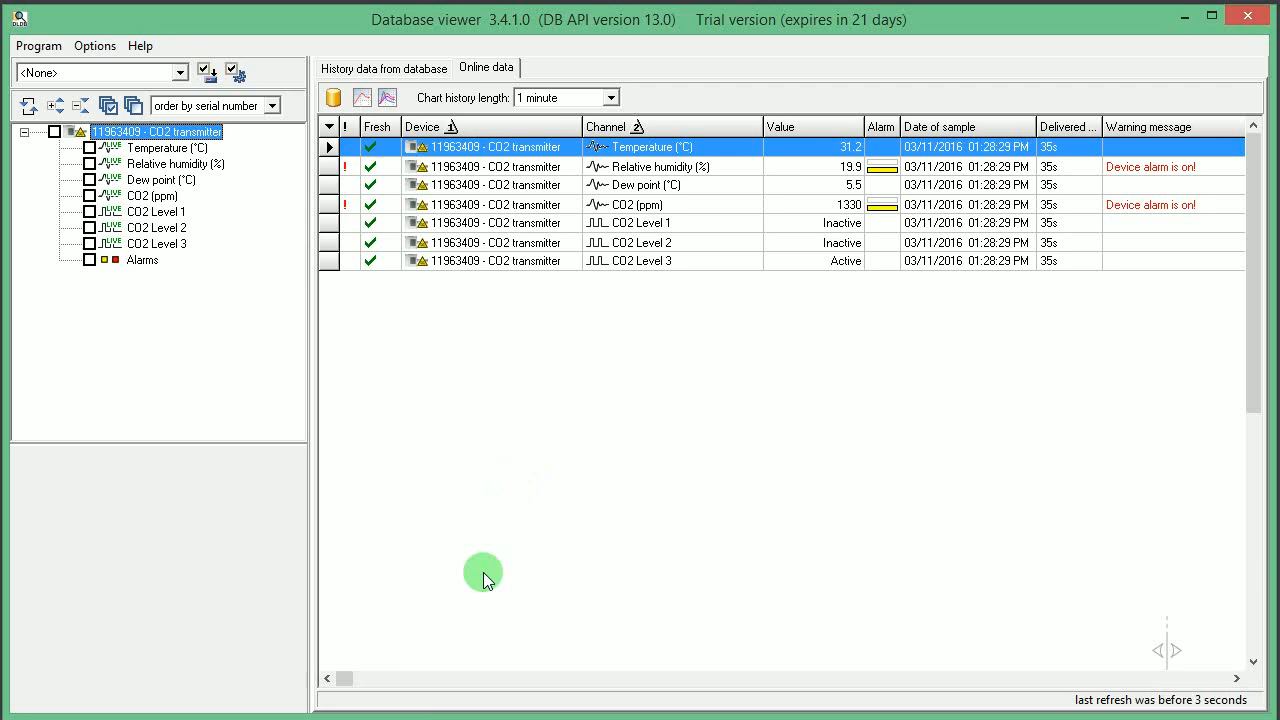 Database viewer 3.4.1.0 (DB API version 13.0) Trial version (expires in 21 days)
Program Options Help
<None>
order by serial number
11963409 - CO2 transmitter
LIVE Temperature (°C)
LIVE Relative humidity (%)
LIVE Dew point (°C)
LIVE CO2 (ppm)
LIVE CO2 Level 1
LIVE CO2 Level 2
LIVE CO2 Level 3
Alarms
History data from database Online data
Chart history length: 1 minute
! Fresh Device 1 Channel 2 Value Alarm Date of sample Delivered ... Warning message
11963409 - CO2 transmitter Temperature (°C) 31.2 03/11/2016 01:28:29 PM 35s
! 11963409 - CO2 transmitter Relative humidity (%) 19.9 03/11/2016 01:28:29 PM 35s Device alarm is on!
11963409 - CO2 transmitter Dew point (°C) 5.5 03/11/2016 01:28:29 PM 35s
! 11963409 - CO2 transmitter CO2 (ppm) 1330 03/11/2016 01:28:29 PM 35s Device alarm is on!
11963409 - CO2 transmitter CO2 Level 1 Inactive 03/11/2016 01:28:29 PM 35s
11963409 - CO2 transmitter CO2 Level 2 Inactive 03/11/2016 01:28:29 PM 35s
11963409 - CO2 transmitter CO2 Level 3 Active 03/11/2016 01:28:29 PM 35s
last refresh was before 3 seconds